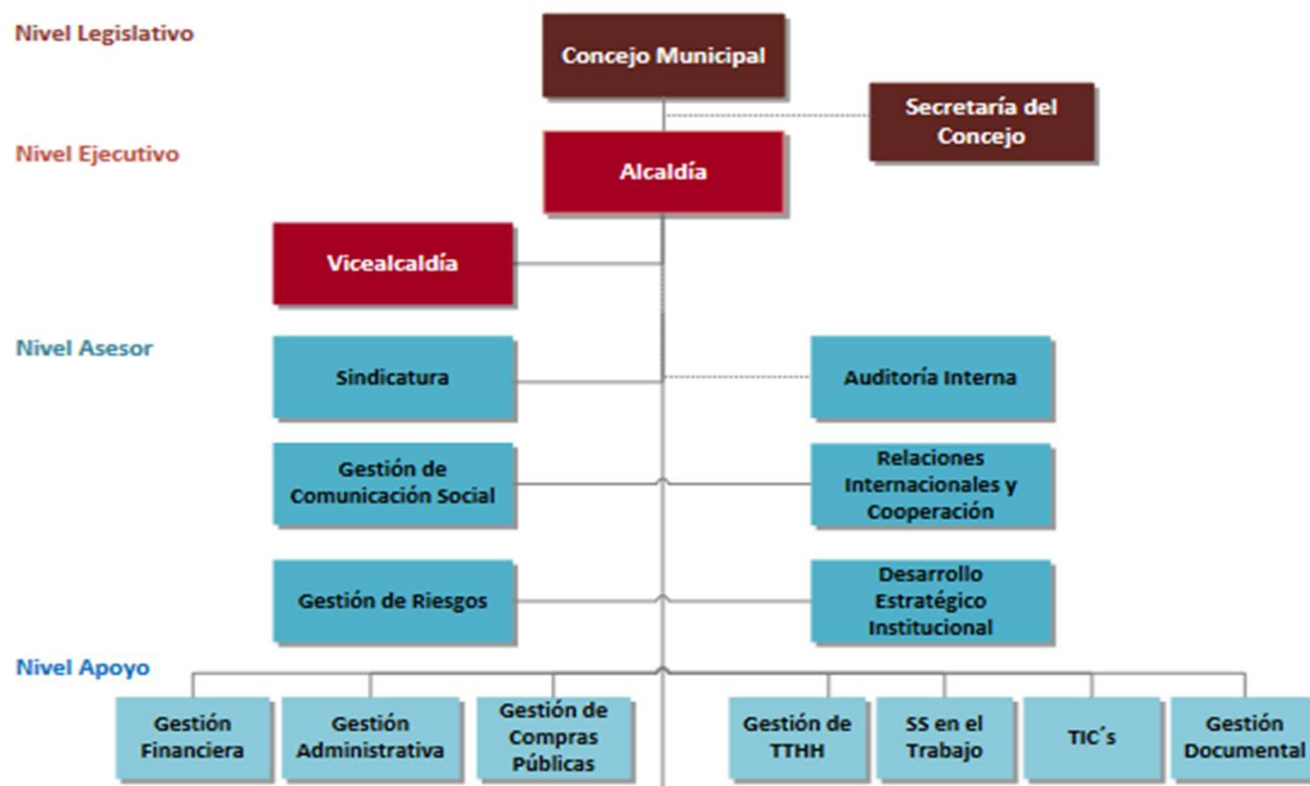 Nivel Legislativo
Concejo Municipal
Secretaría del
Concejo
Nivel Ejecutivo
Alcaldía
Vicealcaldía
Nivel Asesor
Sindicatura
Auditoría Interna
Gestión de
Comunicación Social
Relaciones
Internacionales y
Cooperación
Gestión de Riesgos
Desarrollo
Estratégico
Institucional
Nivel Apoyo
Gestión
Financiera
Gestión
Administrativa
Gestión de
Compras
Públicas
Gestión de
TTHH
SS en el
Trabajo
TIC´s
Gestión
Documental